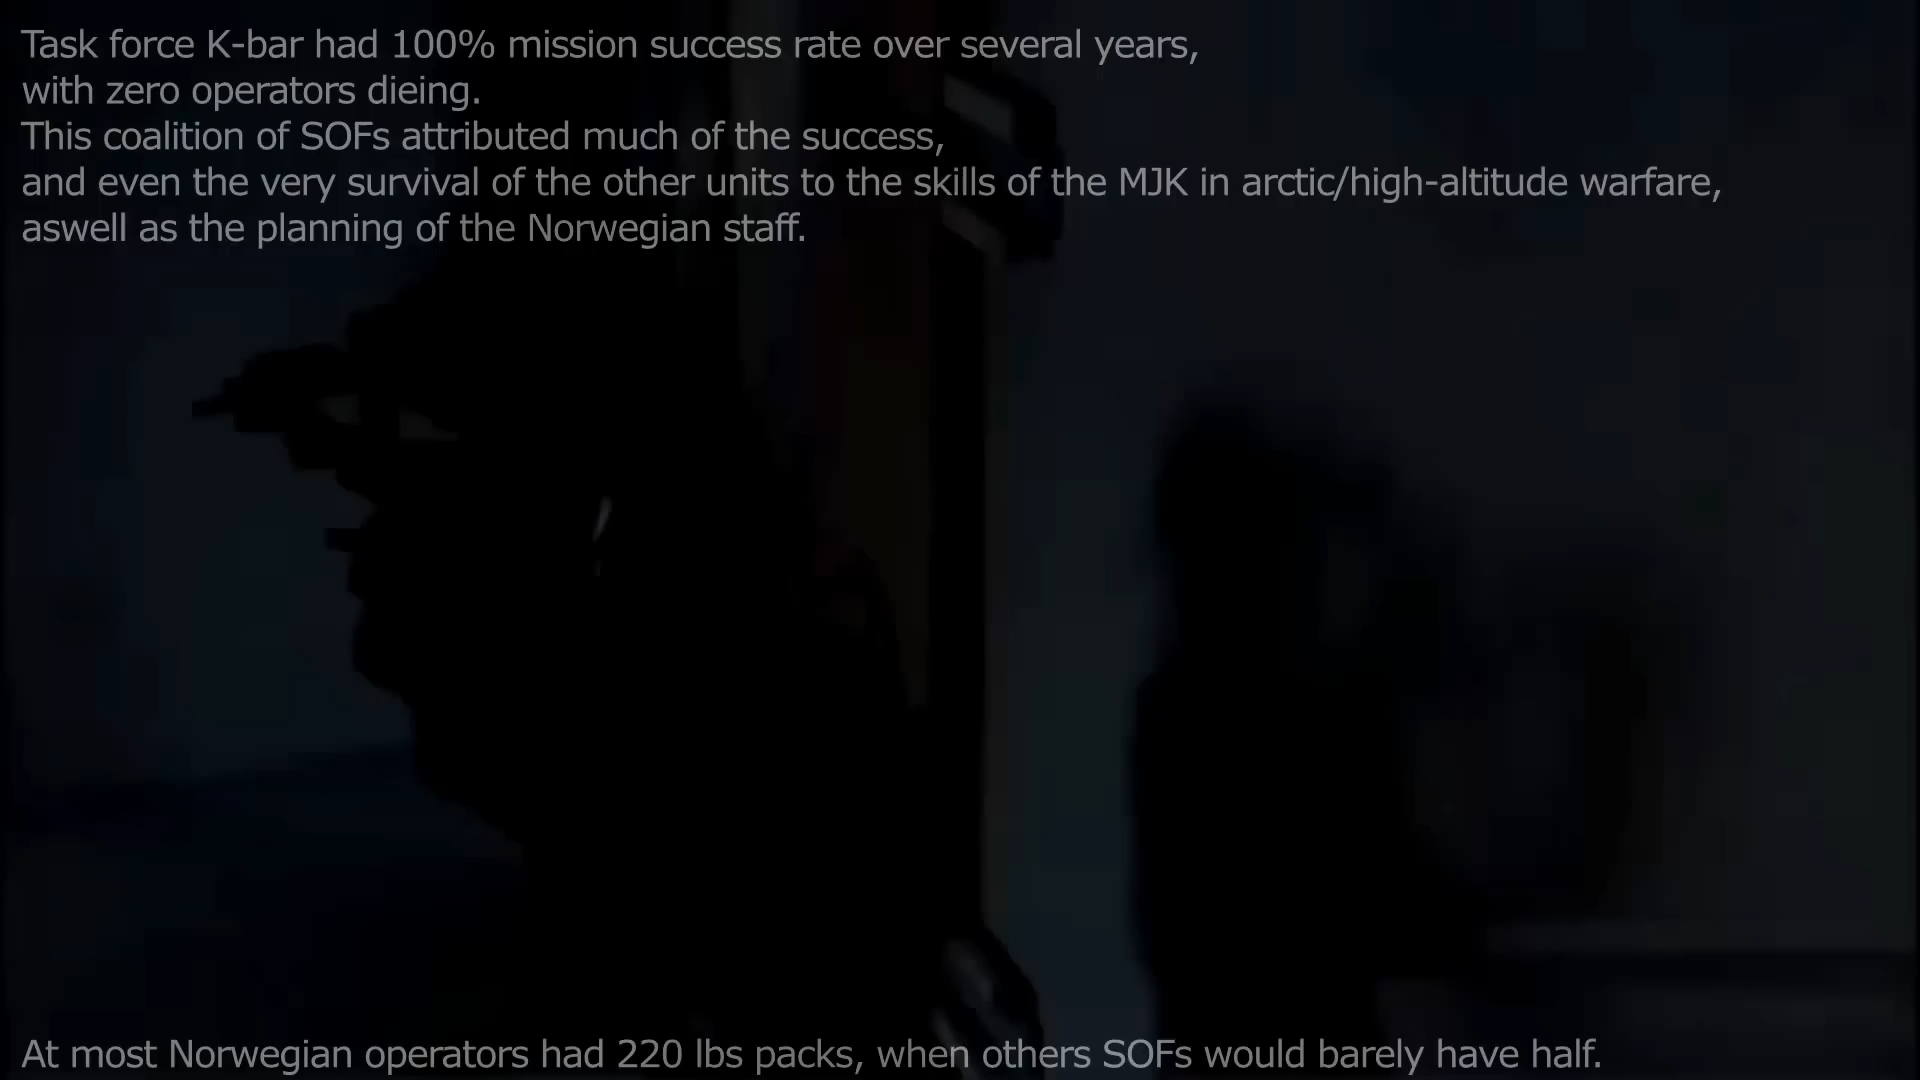 Task force K-bar had 100% mission success rate over several years,
with zero operators dieing.
This coalition of SOFs attributed much of the success,
and even the very survival of the other units to the skills of the MJK in arctic/high-altitude warfare,
aswell as the planning of the Norwegian staff.
At most Norwegian operators had 220 lbs packs, when others SOFs would barely have half.